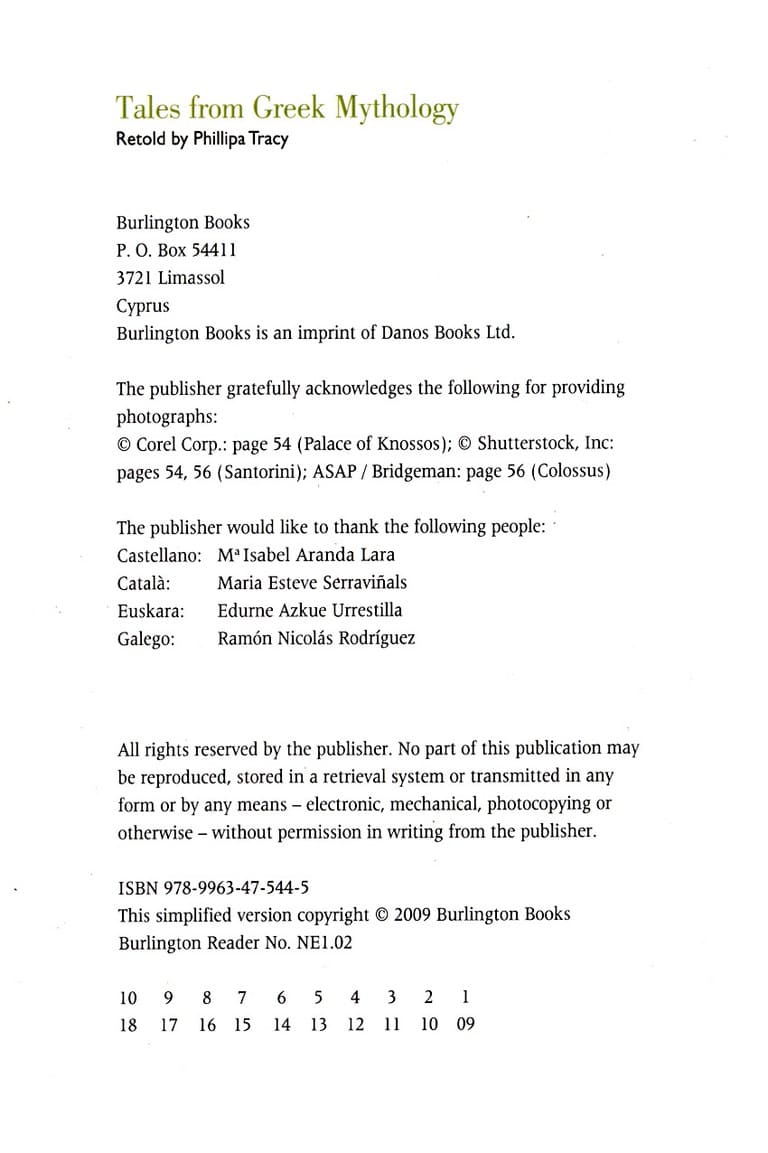 Tales from Greek Mythology
Retold by Phillipa Tracy
Burlington Books
P. O. Box 54411
3721 Limassol
Cyprus
Burlington Books is an imprint of Danos Books Ltd.
The publisher gratefully acknowledges the following for providing
photographs:
© Corel Corp.: page 54 (Palace of Knossos); © Shutterstock, Inc:
pages 54, 56 (Santorini); ASAP / Bridgeman: page 56 (Colossus)
The publisher would like to thank the following people:
Castellano: Mª Isabel Aranda Lara
Català: Maria Esteve Serraviñals
Euskara: Edurne Azkue Urrestilla
Galego: Ramón Nicolás Rodríguez
All rights reserved by the publisher. No part of this publication may
be reproduced, stored in a retrieval system or transmitted in any
form or by any means – electronic, mechanical, photocopying or
otherwise – without permission in writing from the publisher.
ISBN 978-9963-47-544-5
This simplified version copyright © 2009 Burlington Books
Burlington Reader No. NE1.02
10 9 8 7 6 5 4 3 2 1
18 17 16 15 14 13 12 11 10 09